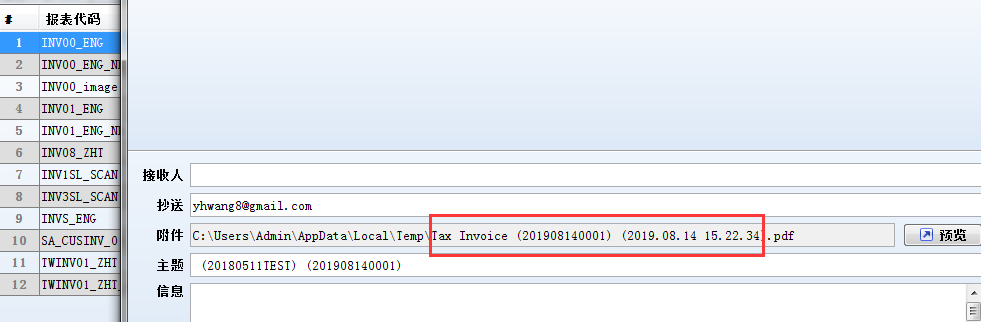 # 报表代码
1 INV00_ENG
2 INV00_ENG_N
3 INV00_image
4 INV01_ENG
5 INV01_ENG_N
6 INV08_ZHT
7 INV1SL_SCAN
8 INV3SL_SCAN
9 INVS_ENG
10 SA_CUSINV_0
11 TWINV01_ZHT
12 TWINV01_ZHT
接收人
抄送 yhwang8@gmail.com
附件 C:\Users\Admin\AppData\Local\Temp\Tax Invoice (201908140001) (2019.08.14 15.22.34).pdf 预览
主题 (20180511TEST) (201908140001)
信息